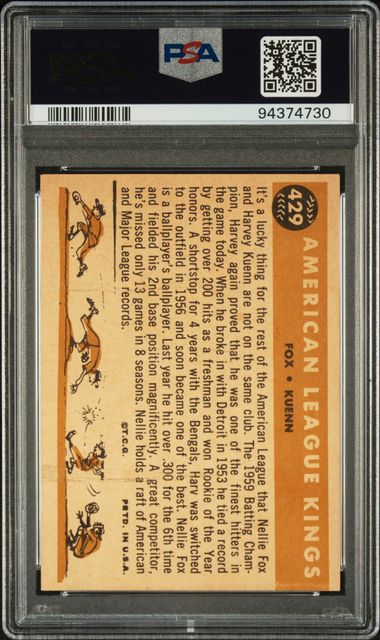 PSA
94374730
429
AMERICAN LEAGUE KINGS
FOX • KUENN
It's a lucky thing for the rest of the American League that Nellie Fox
and Harvey Kuenn are not on the same club. The 1959 Batting Cham-
pion, Harvey again proved that he was one of the finest hitters in
the game today. When he broke in with Detroit in 1953 he tied a record
by getting over 200 hits as a freshman and won Rookie of the Year
honors. A shortstop for 4 years with the Bengals, Harv was switched
to the outfield in 1956 and soon became one of the best. Nellie Fox
is a ballplayer's ballplayer. Last year he hit over .300 for the 6th time
and fielded his 2nd base position magnificently. A great competitor,
he's missed only 13 games in 8 seasons. Nellie holds a raft of American
and Major League records.
©T.C.G. PRTD. IN U.S.A.